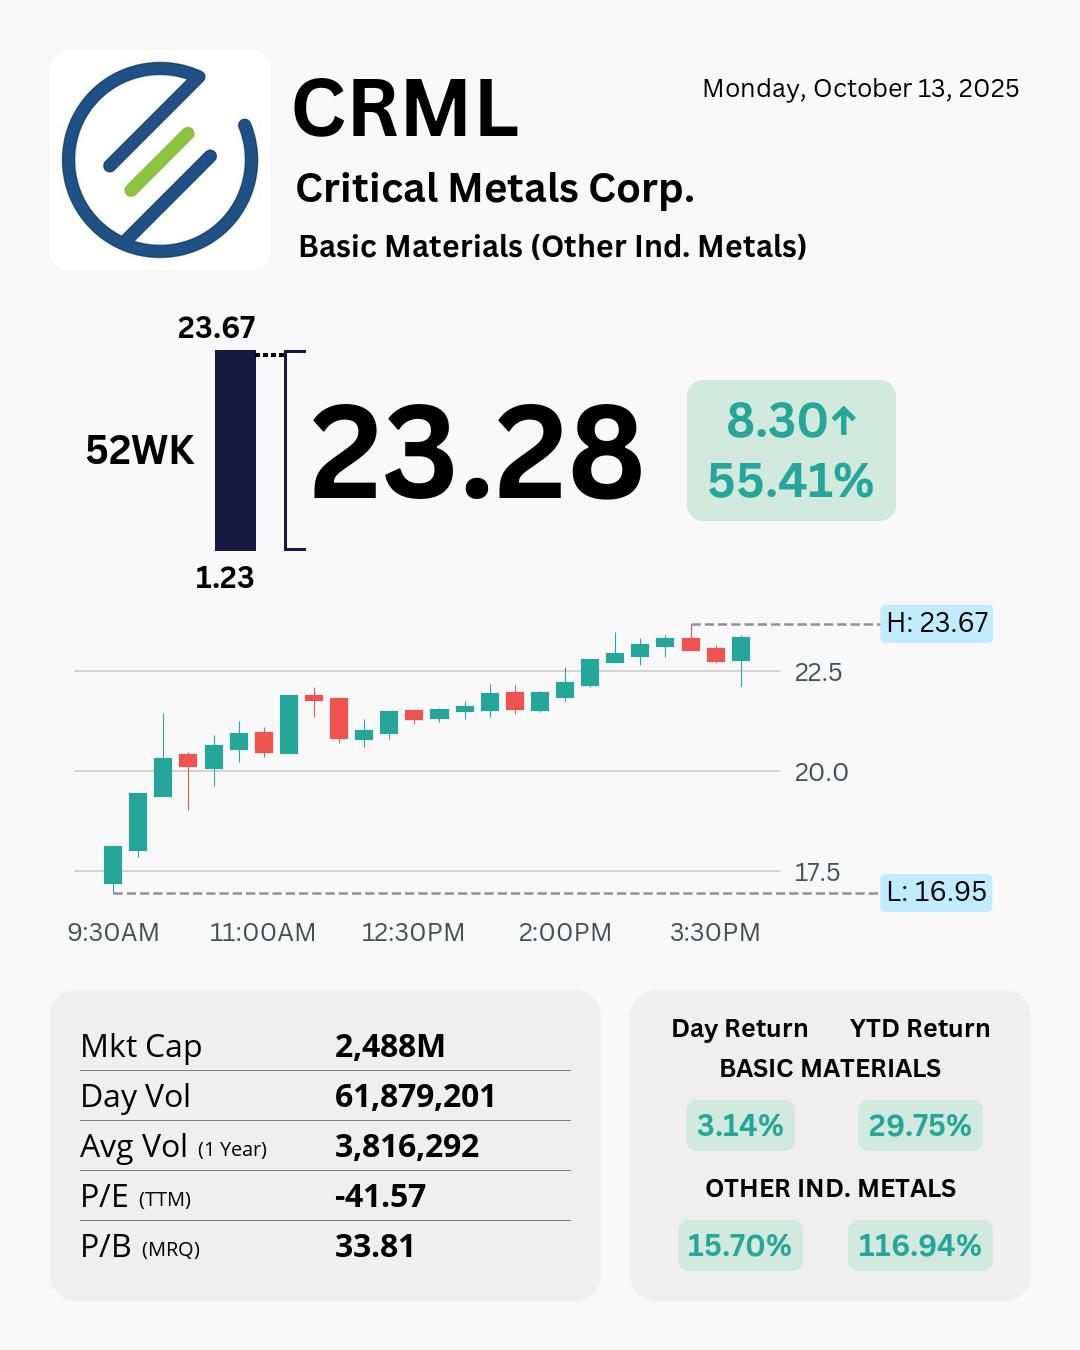 CRML
Monday, October 13, 2025
Critical Metals Corp.
Basic Materials (Other Ind. Metals)
23.67
52WK
23.28
8.30↑
55.41%
1.23
H: 23.67
22.5
20.0
17.5
L: 16.95
9:30AM 11:00AM 12:30PM 2:00PM 3:30PM
Mkt Cap 2,488M
Day Vol 61,879,201
Avg Vol (1 Year) 3,816,292
P/E (TTM) -41.57
P/B (MRQ) 33.81
Day Return YTD Return
BASIC MATERIALS
3.14% 29.75%
OTHER IND. METALS
15.70% 116.94%